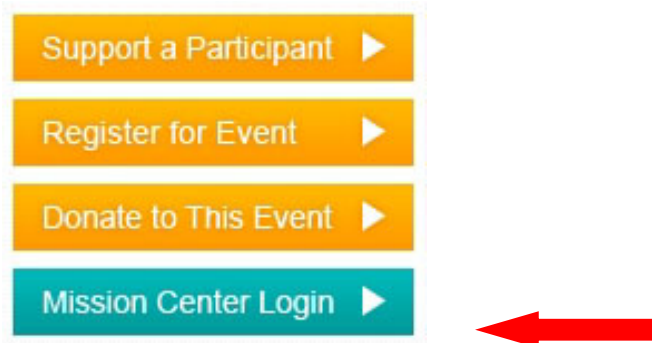 Support a Participant
Register for Event
Donate to This Event
Mission Center Login